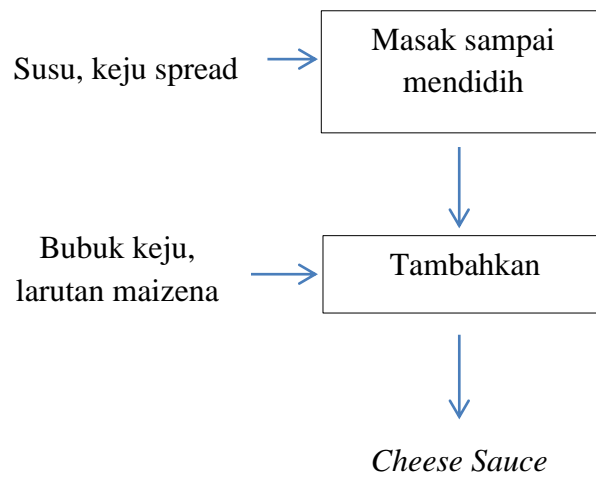 Susu, keju spread
Masak sampai
mendidih
Bubuk keju,
larutan maizena
Tambahkan
Cheese Sauce